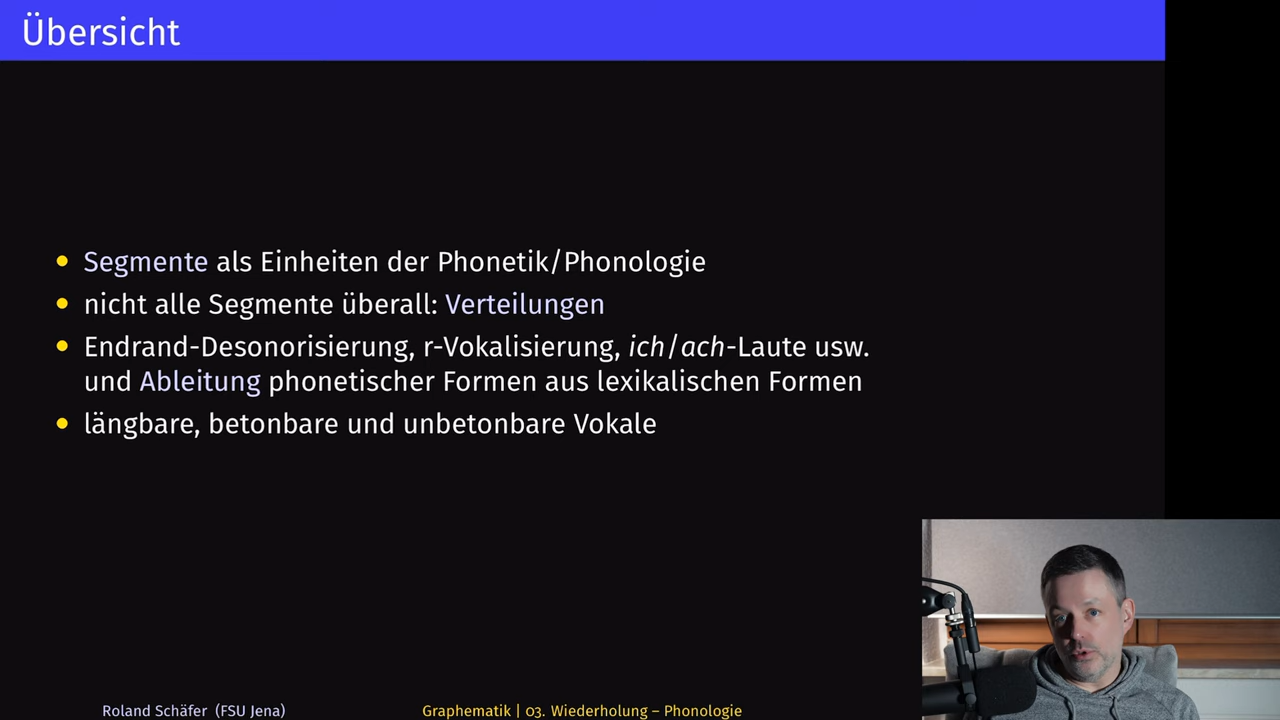 Übersicht
Segmente als Einheiten der Phonetik/Phonologie
nicht alle Segmente überall: Verteilungen
Endrand-Desonorisierung, r-Vokalisierung, ich/ach-Laute usw.
und Ableitung phonetischer Formen aus lexikalischen Formen
längbare, betonbare und unbetonbare Vokale
Roland Schäfer (FSU Jena) Graphematik | 03. Wiederholung – Phonologie